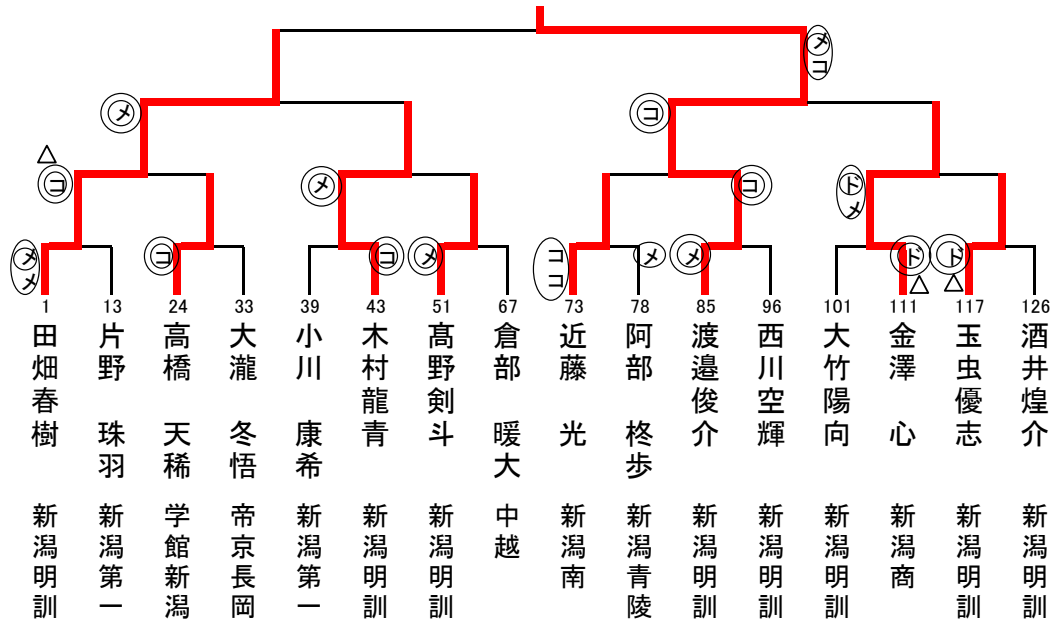 メ
コ
メ
コ
△
コ
メ
コ
ド
メ
メ
メ
コ
コ
メ
コ
コ
メ
メ
ド
△
ド
△
1
13
24
33
39
43
51
67
73
78
85
96
101
111
117
126
田畑春樹
片野 珠羽
高橋 天稀
大瀧 冬悟
小川 康希
木村龍青
髙野剣斗
倉部 暖大
近藤 光
阿部 柊歩
渡邉俊介
西川空輝
大竹陽向
金澤 心
玉虫優志
酒井煌介
新潟明訓
新潟第一
学館新潟
帝京長岡
新潟第一
新潟明訓
新潟明訓
中越
新潟南
新潟青陵
新潟明訓
新潟明訓
新潟明訓
新潟商
新潟明訓
新潟明訓